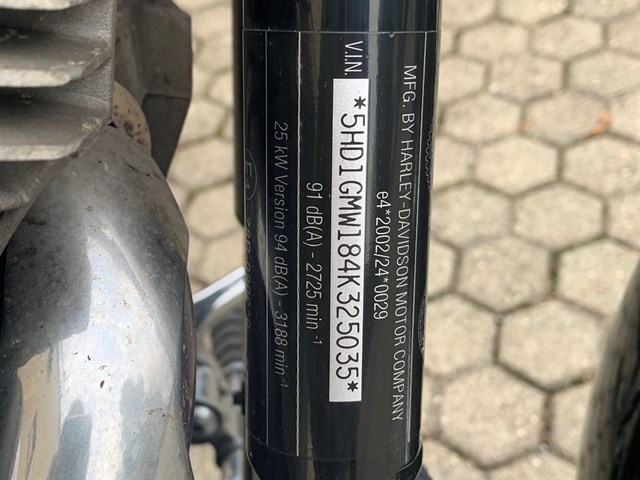 MFG. BY HARLEY-DAVIDSON MOTOR COMPANY
e4*2002/24*0029
V.I.N. *5HD1GMW184K325035*
91 dB(A) - 2725 min -1
25 kW Version 94 dB(A) - 3188 min -1